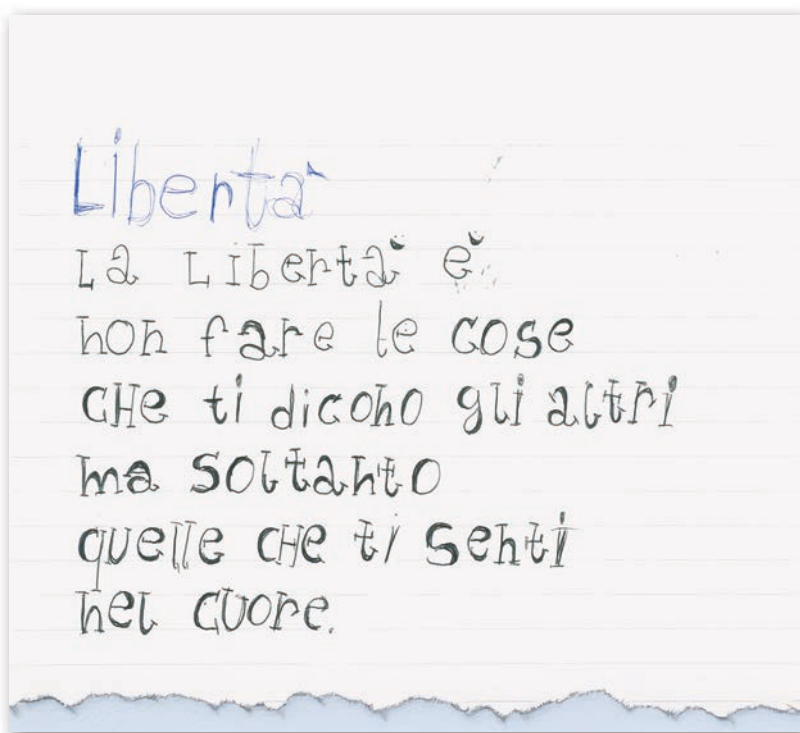 Libertà
La Libertà è
non fare le cose
che ti dicono gli altri
ma soltanto
quelle che ti senti
nel cuore.